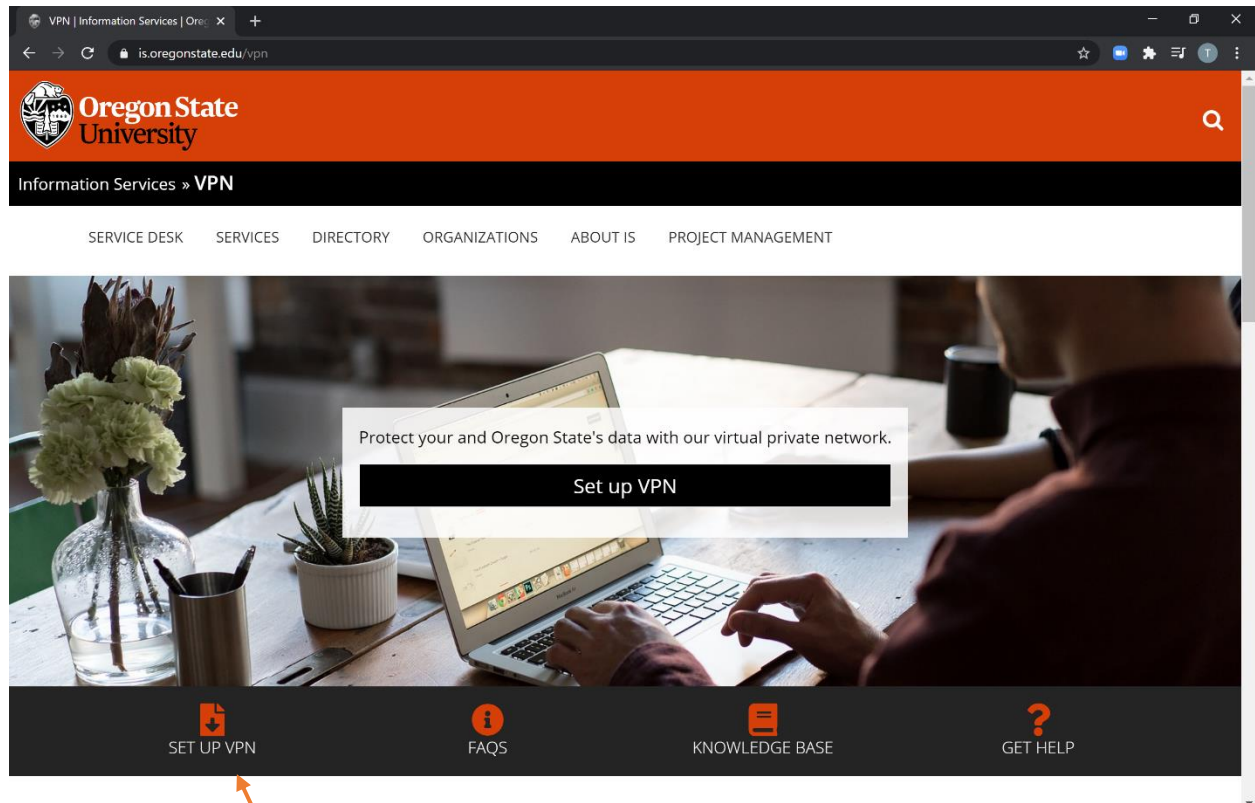 VPN | Information Services | Oreg
is.oregonstate.edu/vpn
T
Oregon State
University
Information Services » VPN
SERVICE DESK SERVICES DIRECTORY ORGANIZATIONS ABOUT IS PROJECT MANAGEMENT
Protect your and Oregon State's data with our virtual private network.
Set up VPN
SET UP VPN FAQS KNOWLEDGE BASE GET HELP